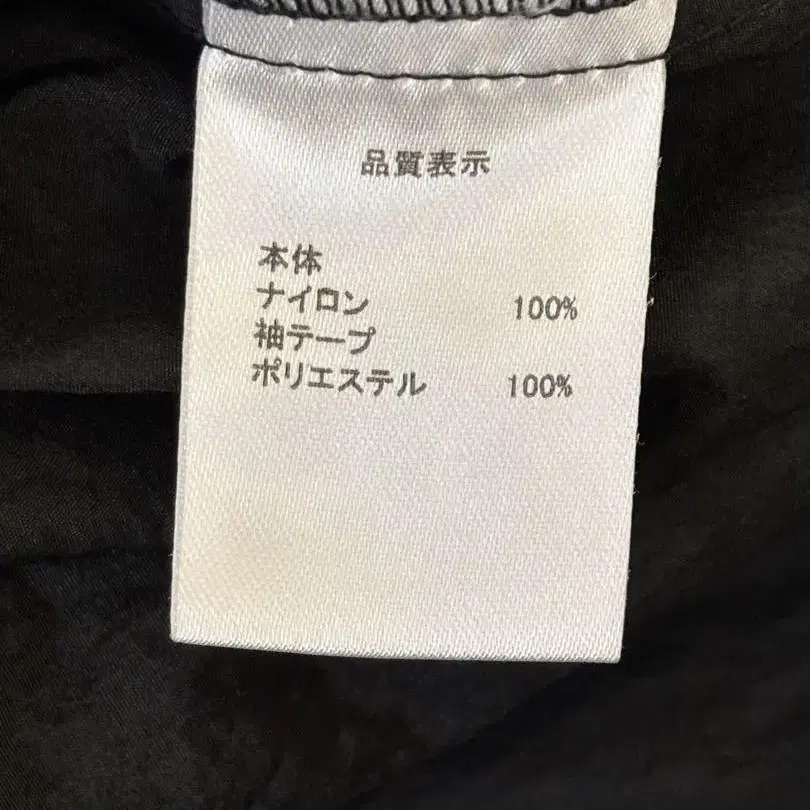 品質表示
本体
ナイロン 100%
袖テープ
ポリエステル 100%